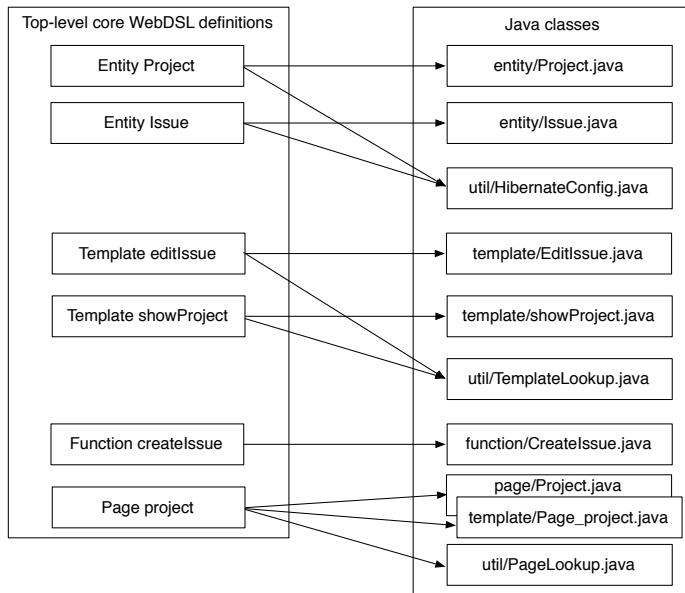 Top-level core WebDSL definitions
Entity Project
Entity Issue
Template editIssue
Template showProject
Function createIssue
Page project
Java classes
entity/Project.java
entity/Issue.java
util/HibernateConfig.java
template/EditIssue.java
template/showProject.java
util/TemplateLookup.java
function/CreateIssue.java
page/Project.java
template/Page_project.java
util/PageLookup.java